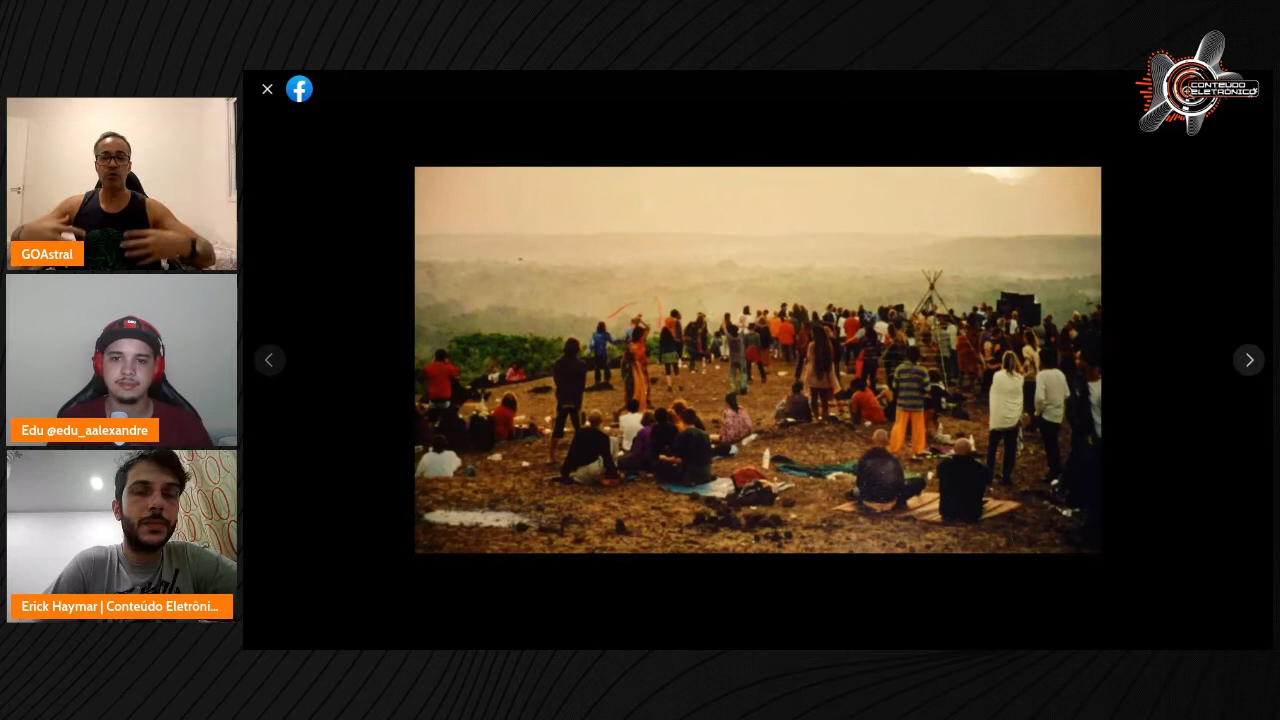 GOAstral
Edu @edu_aalexandre
Erick Haymar | Conteúdo Eletrôni...
CONTEÚDO
ELETRÔNICO